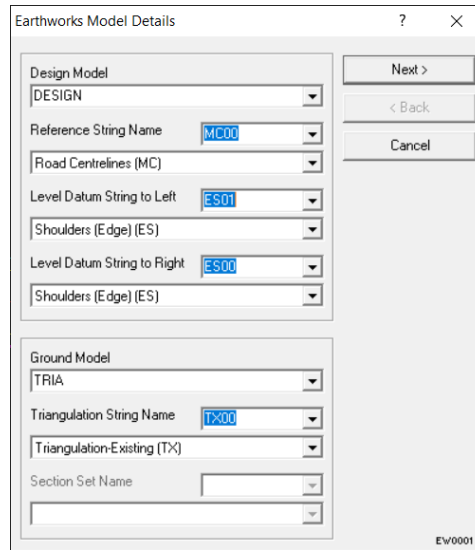 Earthworks Model Details ? ×
Design Model
DESIGN
Next >
< Back
Cancel
Reference String Name MC00
Road Centrelines (MC)
Level Datum String to Left ES01
Shoulders (Edge) (ES)
Level Datum String to Right ES00
Shoulders (Edge) (ES)
Ground Model
TRIA
Triangulation String Name TX00
Triangulation-Existing (TX)
Section Set Name
EW0001